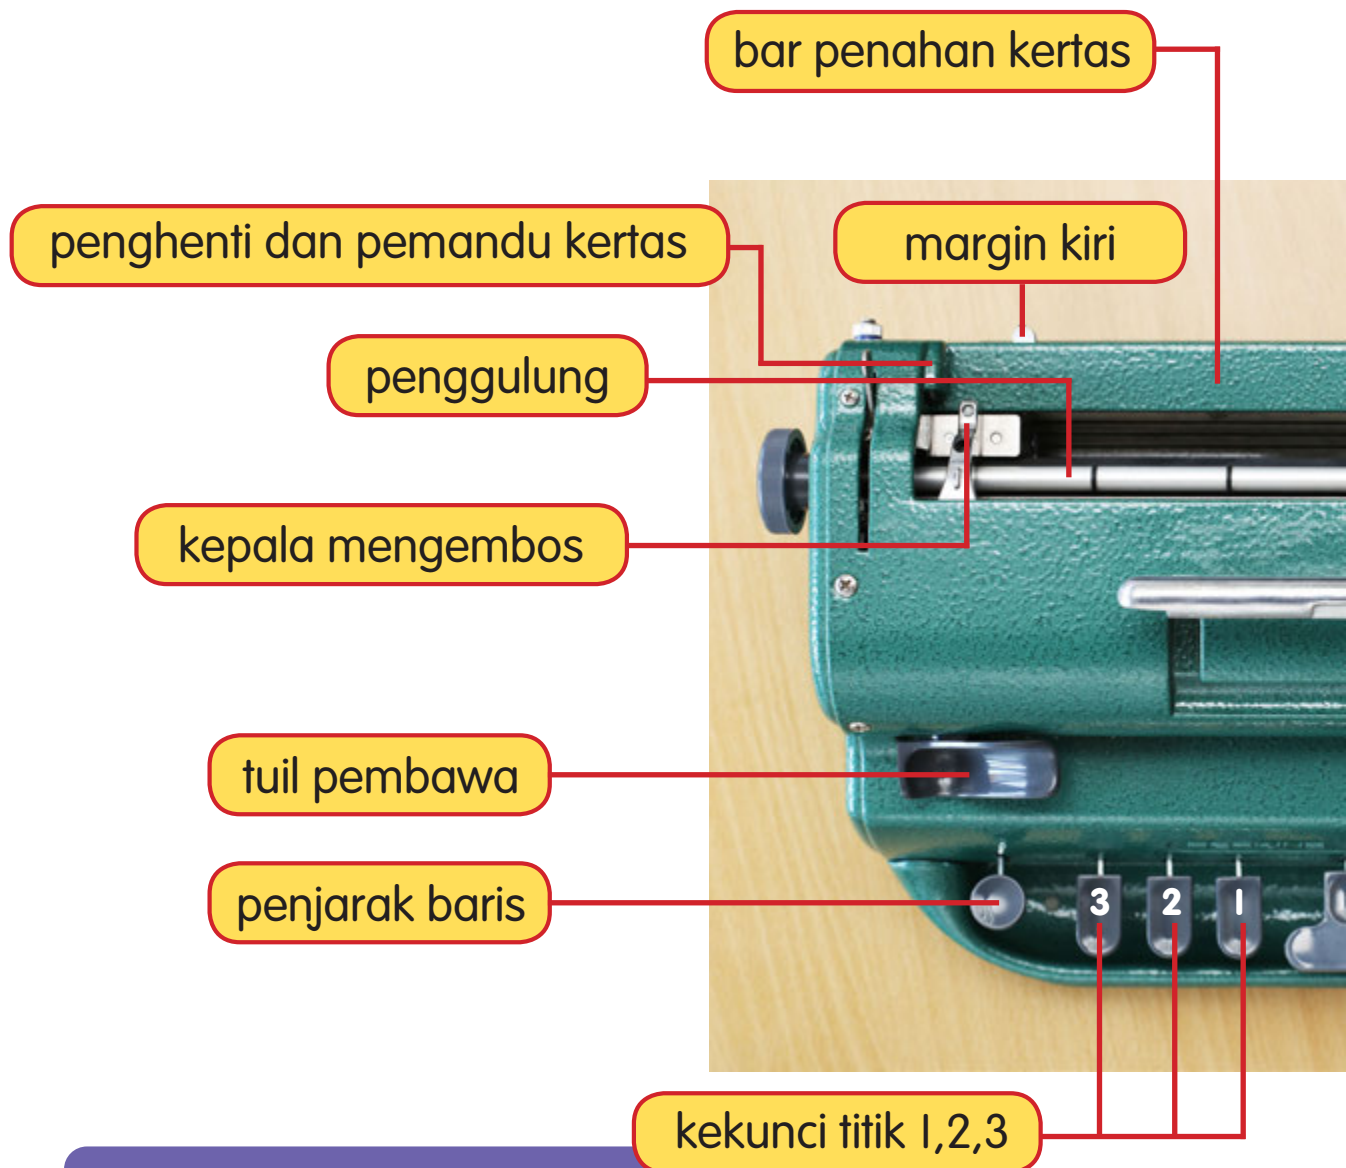 bar penahan kertas
penghenti dan pemandu kertas
margin kiri
penggulung
kepala mengembos
tuil pembawa
penjarak baris
3 2 1
kekunci titik 1,2,3